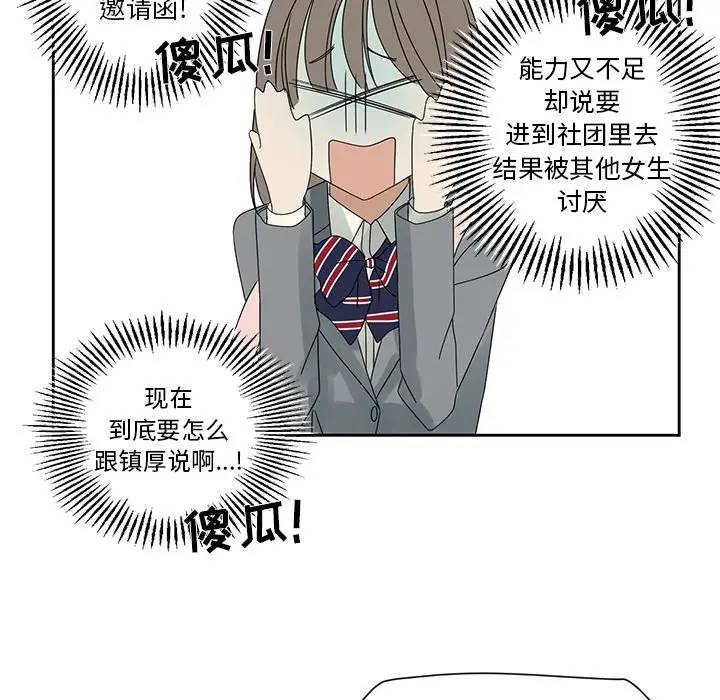 邀请函!
傻瓜!
傻瓜!
能力又不足
却说要
进到社团里去
结果被其他女生
讨厌
现在
到底要怎么
跟镇厚说啊...!
傻瓜!